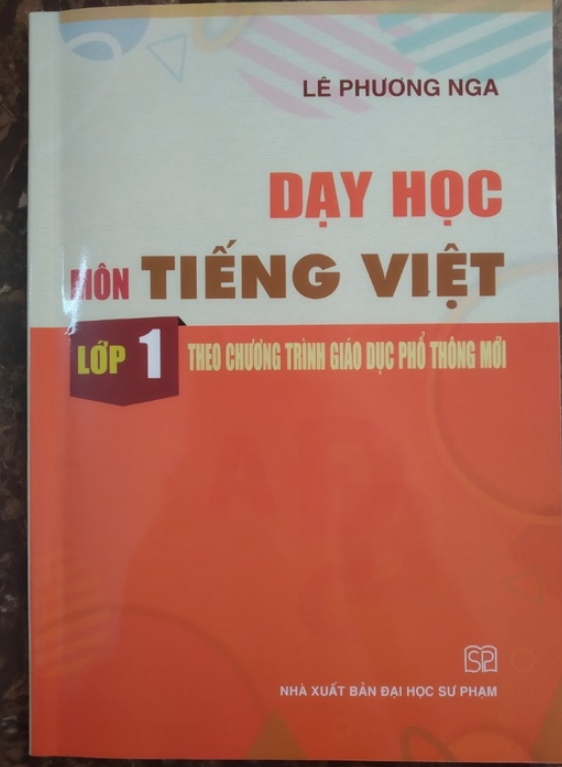 LÊ PHƯƠNG NGA
DẠY HỌC
MÔN TIẾNG VIỆT
LỚP 1 THEO CHƯƠNG TRÌNH GIÁO DỤC PHỔ THÔNG MỚI
SP
NHÀ XUẤT BẢN ĐẠI HỌC SƯ PHẠM